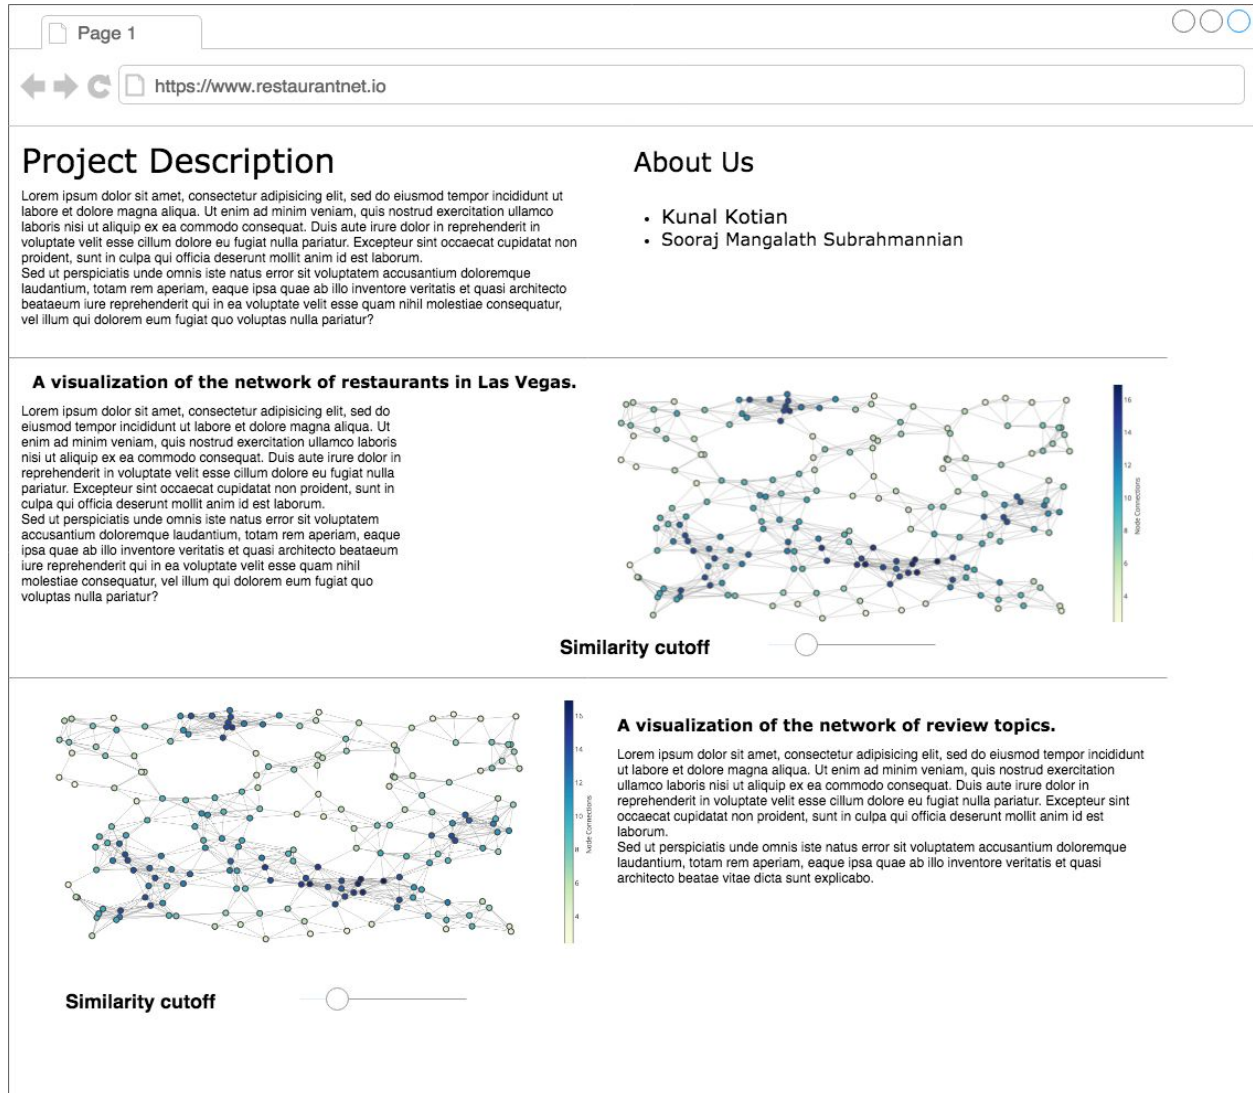 Page 1
https://www.restaurantnet.io
Project Description
Lorem ipsum dolor sit amet, consectetur adipisicing elit, sed do eiusmod tempor incididunt ut
labore et dolore magna aliqua. Ut enim ad minim veniam, quis nostrud exercitation ullamco
laboris nisi ut aliquip ex ea commodo consequat. Duis aute irure dolor in reprehenderit in
voluptate velit esse cillum dolore eu fugiat nulla pariatur. Excepteur sint occaecat cupidatat non
proident, sunt in culpa qui officia deserunt mollit anim id est laborum.
Sed ut perspiciatis unde omnis iste natus error sit voluptatem accusantium doloremque
laudantium, totam rem aperiam, eaque ipsa quae ab illo inventore veritatis et quasi architecto
beataeum iure reprehenderit qui in ea voluptate velit esse quam nihil molestiae consequatur,
vel illum qui dolorem eum fugiat quo voluptas nulla pariatur?
About Us
• Kunal Kotian
• Sooraj Mangalath Subrahmannian
A visualization of the network of restaurants in Las Vegas.
Lorem ipsum dolor sit amet, consectetur adipisicing elit, sed do
eiusmod tempor incididunt ut labore et dolore magna aliqua. Ut
enim ad minim veniam, quis nostrud exercitation ullamco laboris
nisi ut aliquip ex ea commodo consequat. Duis aute irure dolor in
reprehenderit in voluptate velit esse cillum dolore eu fugiat nulla
pariatur. Excepteur sint occaecat cupidatat non proident, sunt in
culpa qui officia deserunt mollit anim id est laborum.
Sed ut perspiciatis unde omnis iste natus error sit voluptatem
accusantium doloremque laudantium, totam rem aperiam, eaque
ipsa quae ab illo inventore veritatis et quasi architecto beataeum
iure reprehenderit qui in ea voluptate velit esse quam nihil
molestiae consequatur, vel illum qui dolorem eum fugiat quo
voluptas nulla pariatur?
16
14
12
10
8
6
4
Node Connections
Similarity cutoff
16
14
12
10
8
6
4
Node Connections
Similarity cutoff
A visualization of the network of review topics.
Lorem ipsum dolor sit amet, consectetur adipisicing elit, sed do eiusmod tempor incididunt
ut labore et dolore magna aliqua. Ut enim ad minim veniam, quis nostrud exercitation
ullamco laboris nisi ut aliquip ex ea commodo consequat. Duis aute irure dolor in
reprehenderit in voluptate velit esse cillum dolore eu fugiat nulla pariatur. Excepteur sint
occaecat cupidatat non proident, sunt in culpa qui officia deserunt mollit anim id est
laborum.
Sed ut perspiciatis unde omnis iste natus error sit voluptatem accusantium doloremque
laudantium, totam rem aperiam, eaque ipsa quae ab illo inventore veritatis et quasi
architecto beatae vitae dicta sunt explicabo.